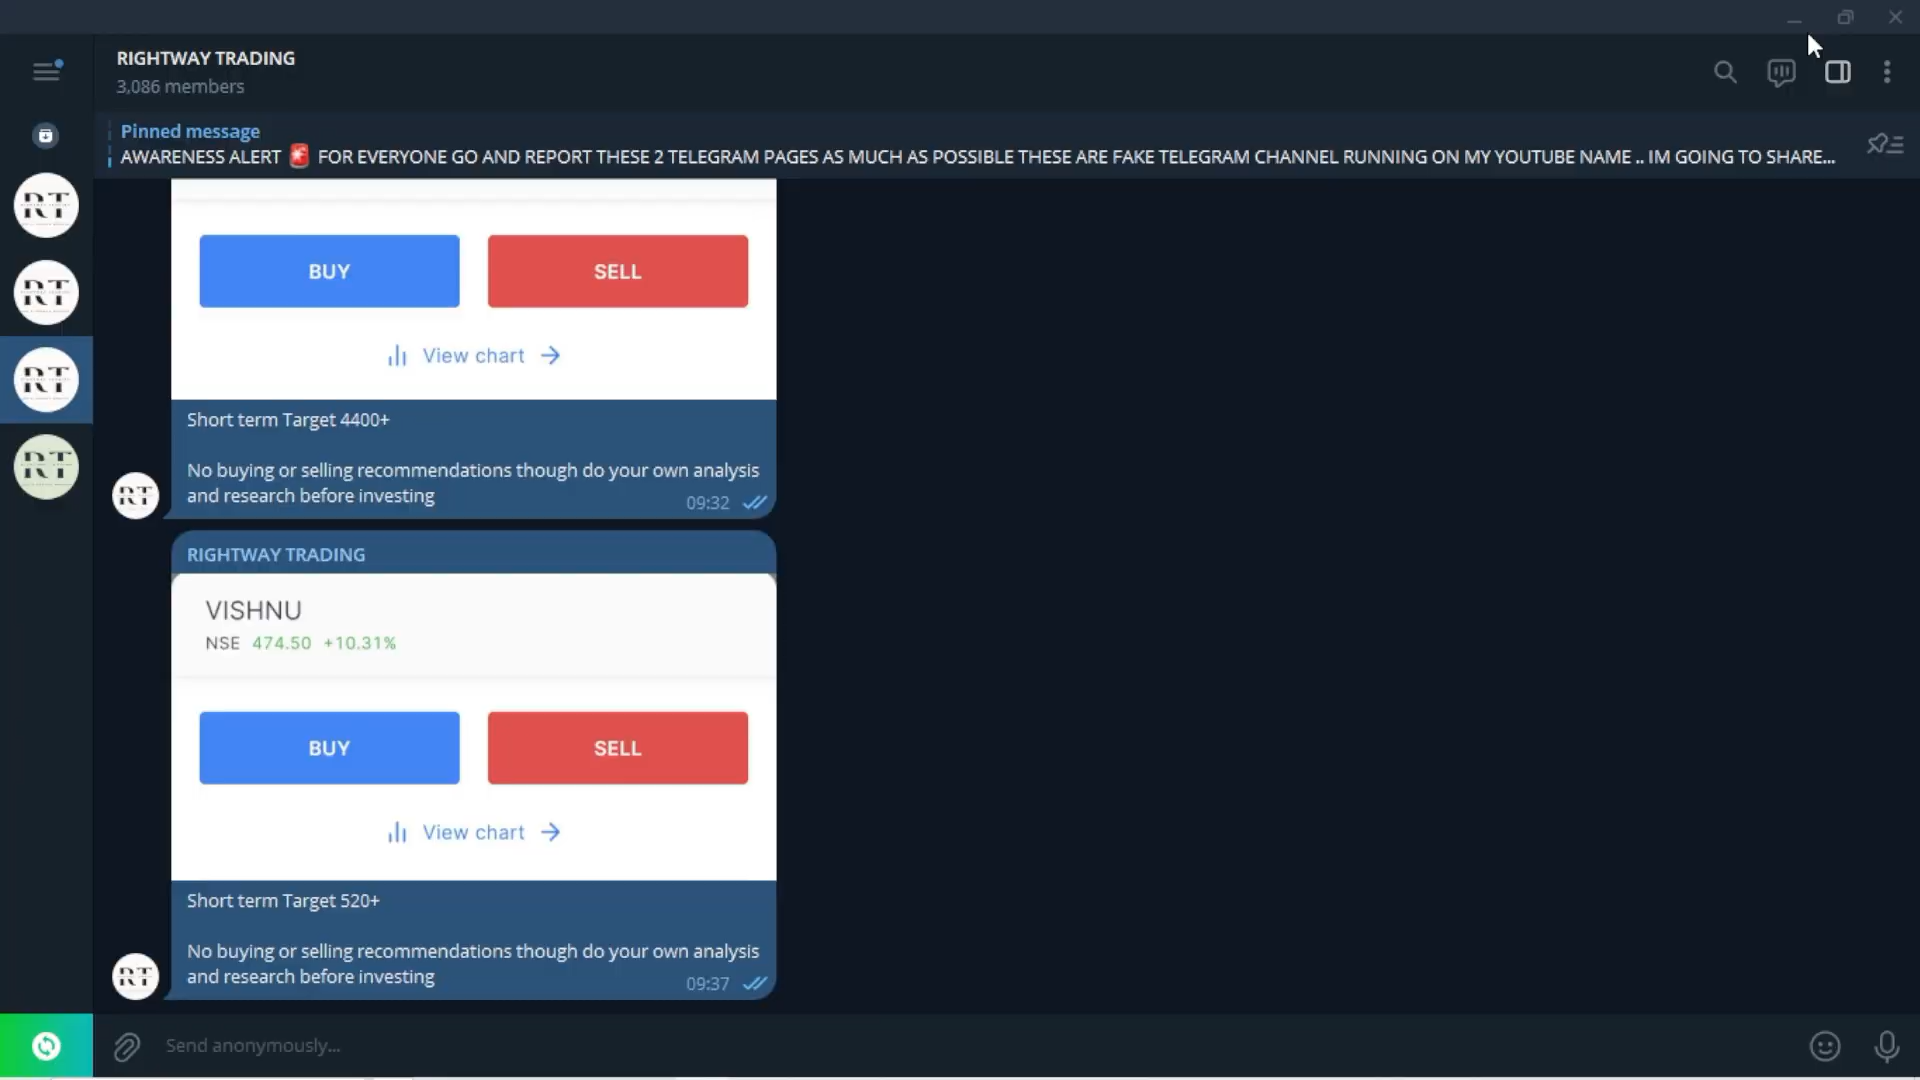 RIGHTWAY TRADING
3,086 members
Pinned message
AWARENESS ALERT 🚨 FOR EVERYONE GO AND REPORT THESE 2 TELEGRAM PAGES AS MUCH AS POSSIBLE THESE ARE FAKE TELEGRAM CHANNEL RUNNING ON MY YOUTUBE NAME .. IM GOING TO SHARE...
RT
RT
RT
RT
BUY SELL
View chart →
Short term Target 4400+
No buying or selling recommendations though do your own analysis
and research before investing
09:32
RT
RIGHTWAY TRADING
VISHNU
NSE 474.50 +10.31%
BUY SELL
View chart →
Short term Target 520+
No buying or selling recommendations though do your own analysis
and research before investing
09:37
RT
Send anonymously...